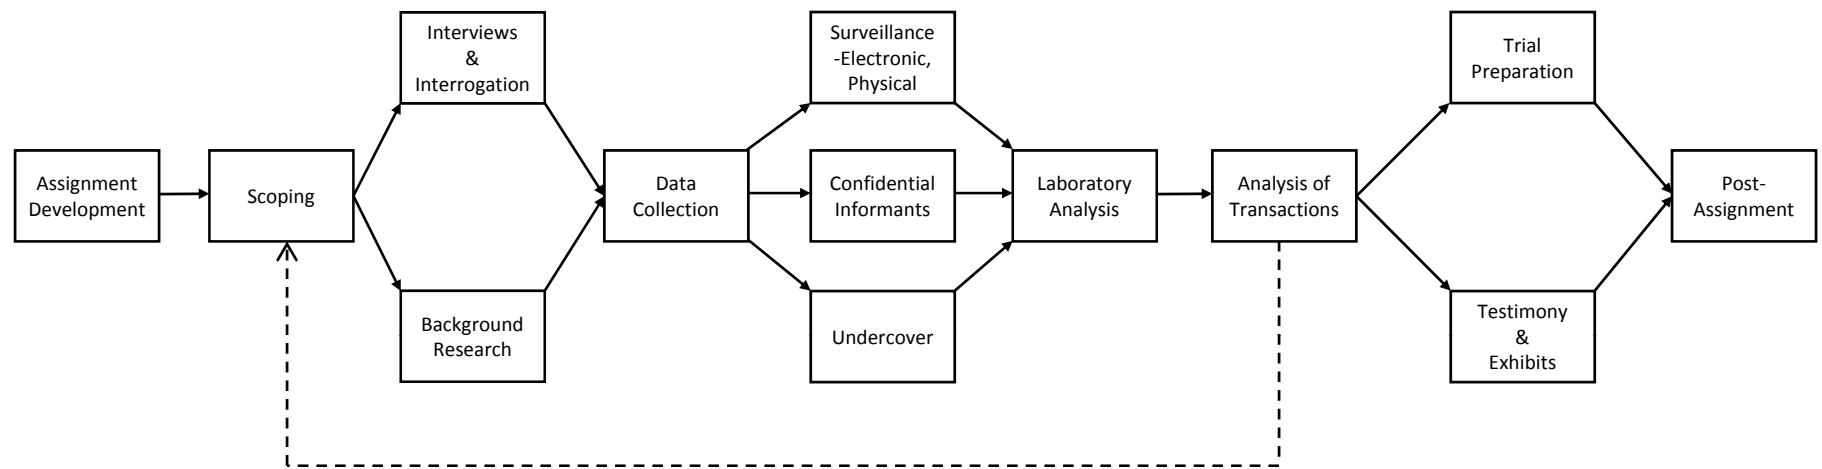 Assignment
Development
Scoping
Interviews
&
Interrogation
Background
Research
Data
Collection
Surveillance
-Electronic,
Physical
Confidential
Informants
Undercover
Laboratory
Analysis
Analysis of
Transactions
Trial
Preparation
Testimony
&
Exhibits
Post-
Assignment